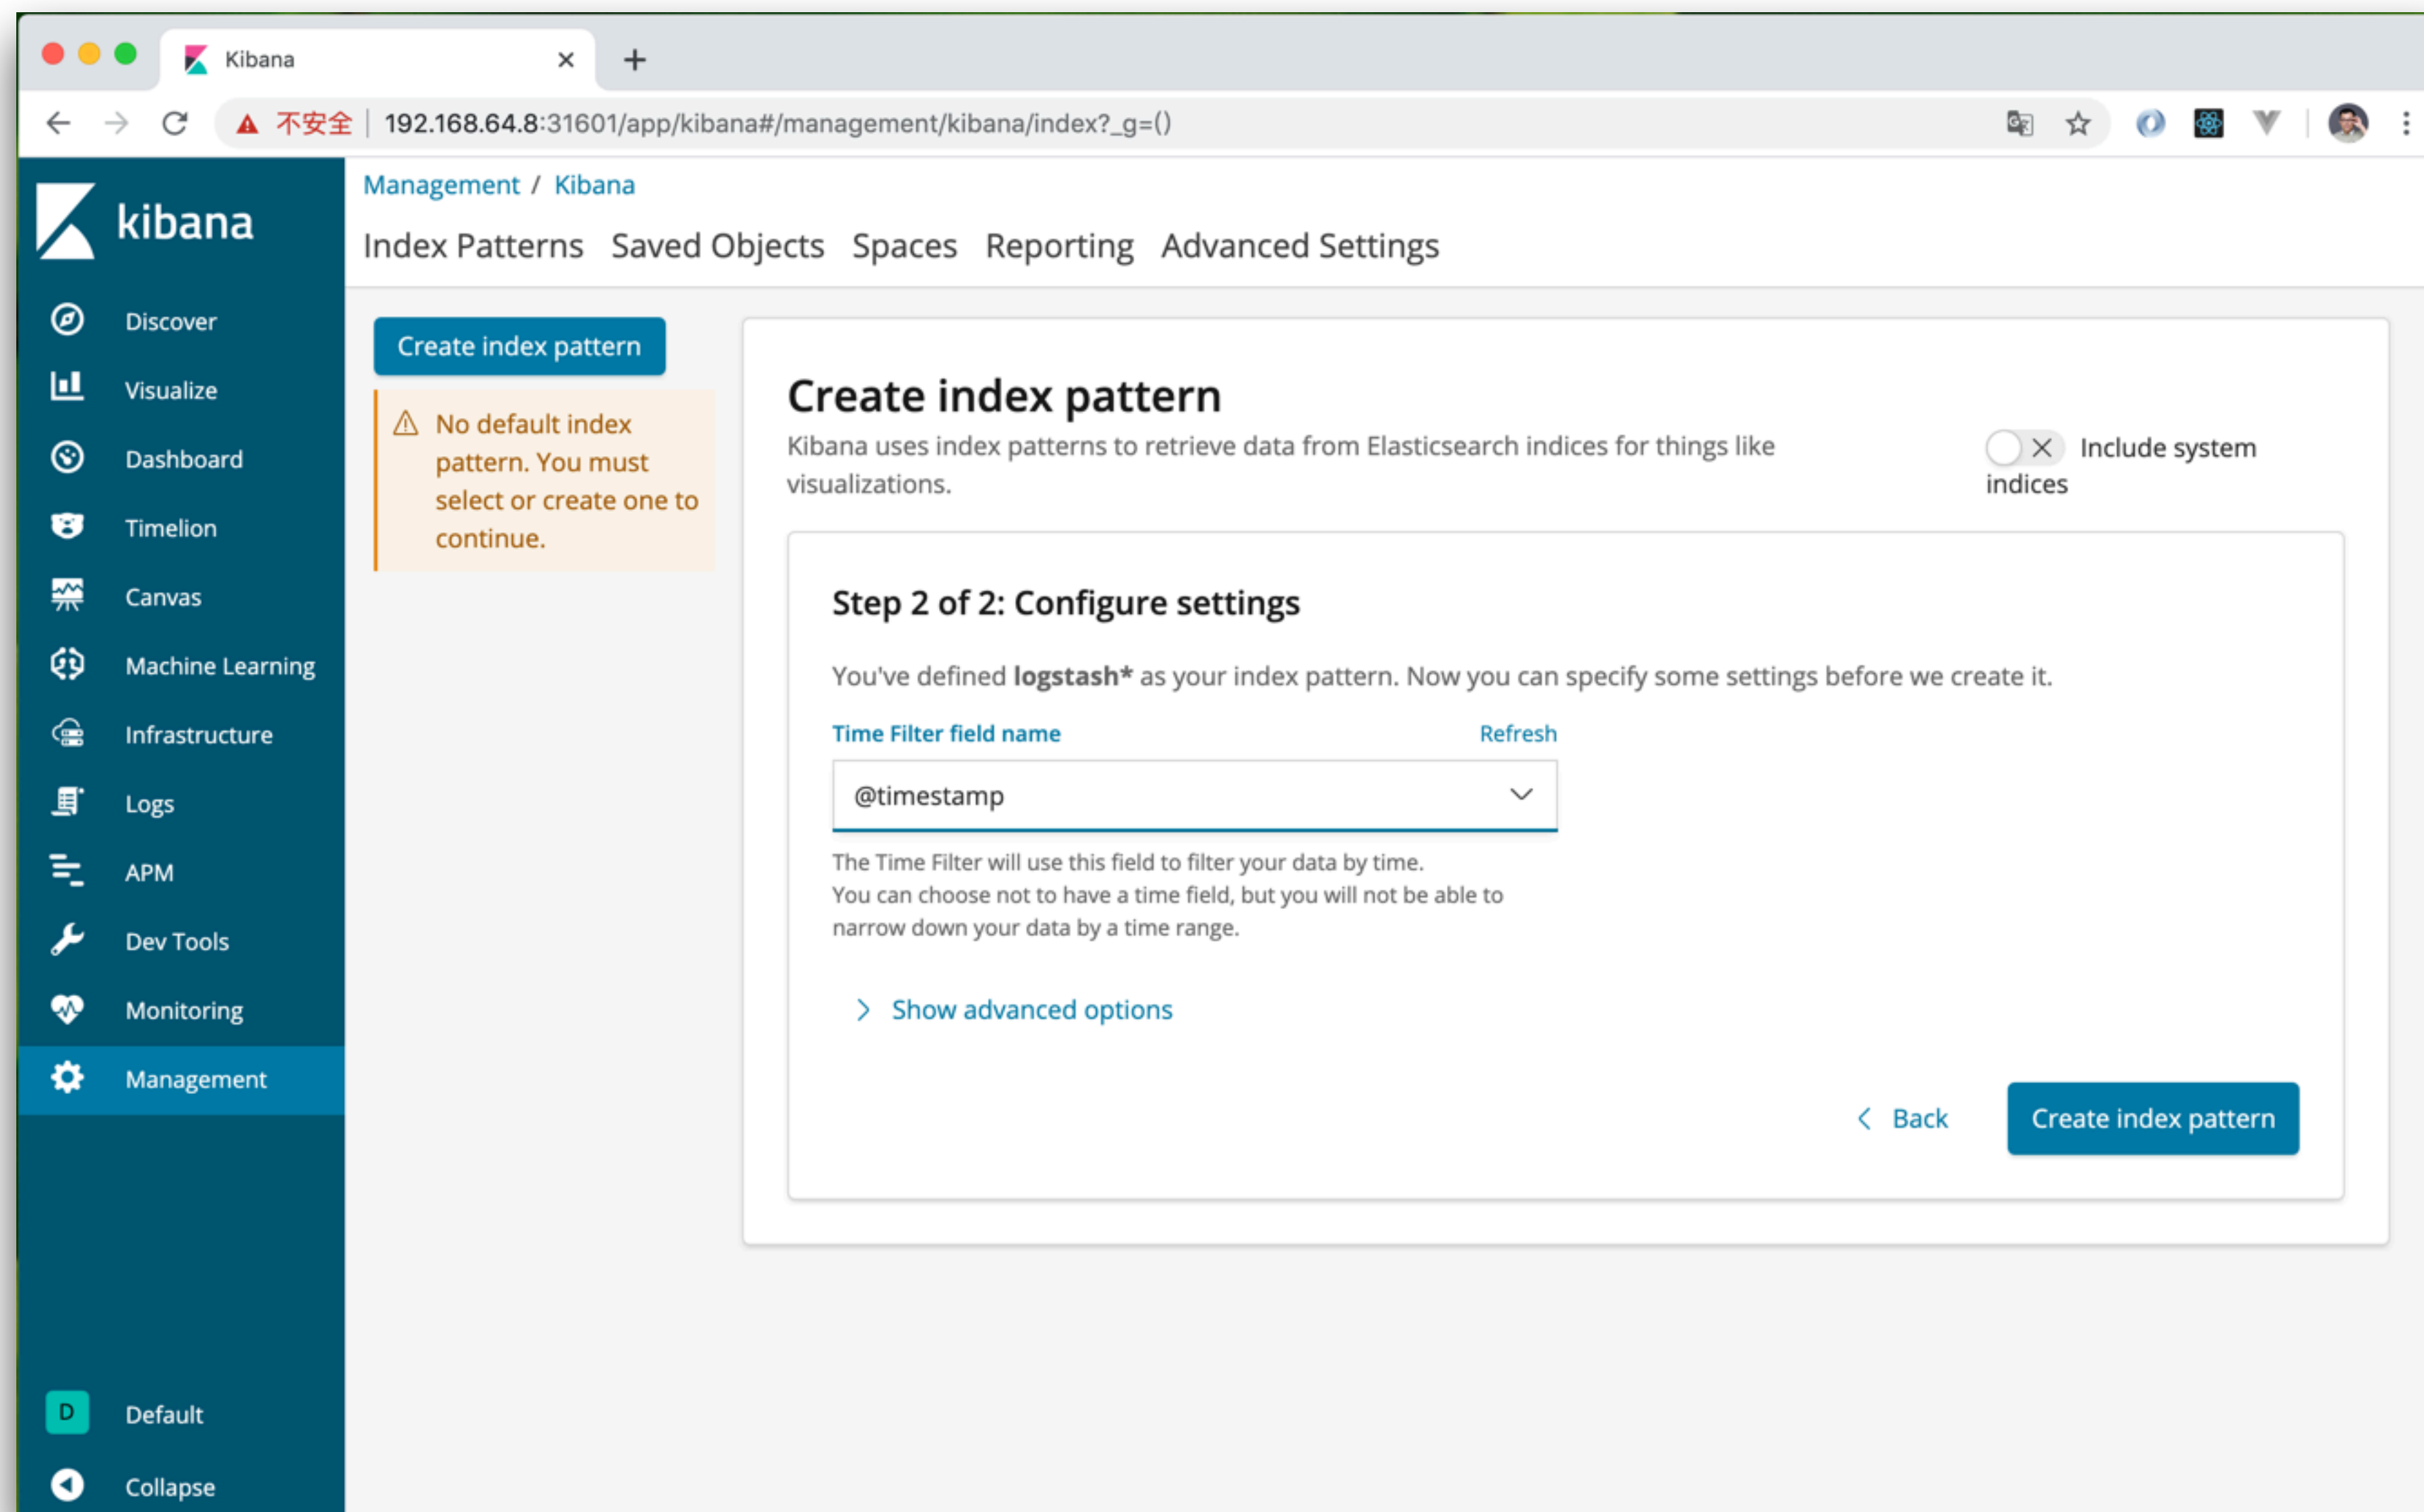 Kibana
不安全 192.168.64.8:31601/app/kibana#/management/kibana/index?_g=()
kibana
Discover
Visualize
Dashboard
Timelion
Canvas
Machine Learning
Infrastructure
Logs
APM
Dev Tools
Monitoring
Management
D Default
Collapse
Management / Kibana
Index Patterns Saved Objects Spaces Reporting Advanced Settings
Create index pattern
No default index
pattern. You must
select or create one to
continue.
Create index pattern
Kibana uses index patterns to retrieve data from Elasticsearch indices for things like
visualizations.
Include system
indices
Step 2 of 2: Configure settings
You've defined logstash* as your index pattern. Now you can specify some settings before we create it.
Time Filter field name Refresh
@timestamp
The Time Filter will use this field to filter your data by time.
You can choose not to have a time field, but you will not be able to
narrow down your data by a time range.
Show advanced options
Back Create index pattern